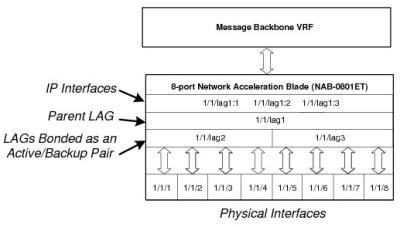 Message Backbone VRF
8-port Network Acceleration Blade (NAB-0801ET)
IP Interfaces
1/1/lag1:1 1/1/lag1:2 1/1/lag1:3
Parent LAG
1/1/lag1
LAGs Bonded as an
Active/Backup Pair
1/1/lag2 1/1/lag3
1/1/1 1/1/2 1/1/3 1/1/4 1/1/5 1/1/6 1/1/7 1/1/8
Physical Interfaces